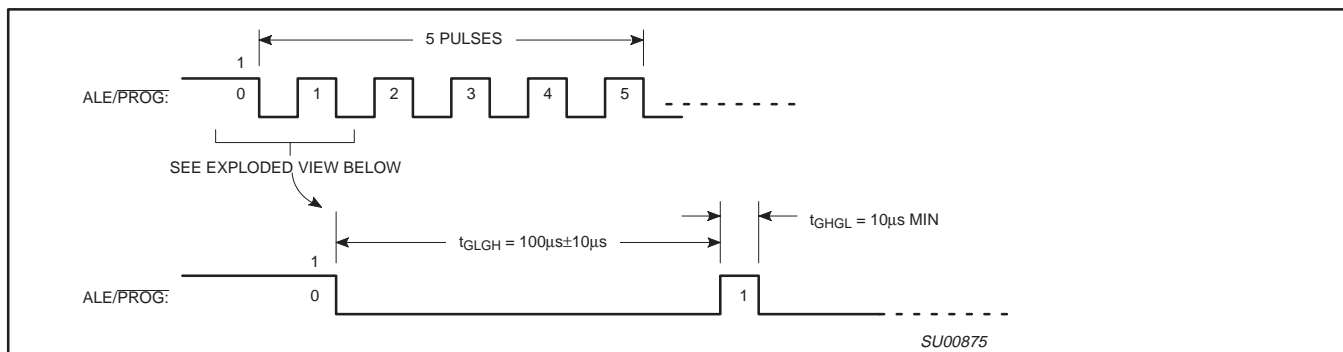 5 PULSES
1
ALE/PROG:
0
1
2
3
4
5
SEE EXPLODED VIEW BELOW
tGHGL = 10µs MIN
tGLGH = 100µs±10µs
1
ALE/PROG:
0
1
SU00875